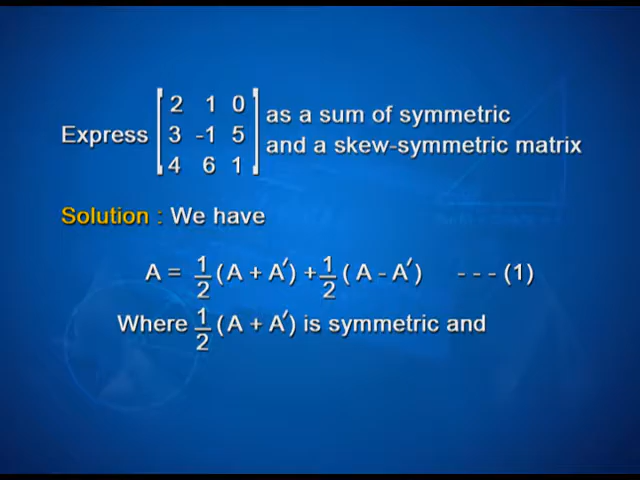 Express [2 1 0 as a sum of symmetric
3 -1 5 and a skew-symmetric matrix
4 6 1]
Solution : We have
A = 1/2 (A + A′) + 1/2 ( A - A′) - - - (1)
Where 1/2 (A + A′) is symmetric and